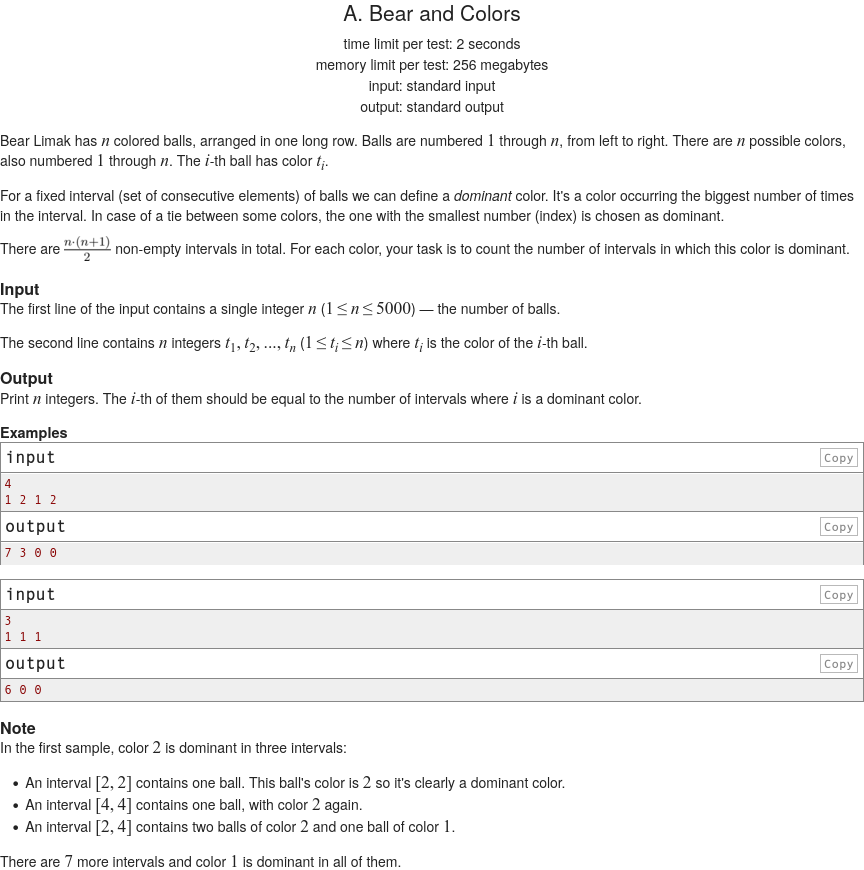 A. Bear and Colors
time limit per test: 2 seconds
memory limit per test: 256 megabytes
input: standard input
output: standard output
Bear Limak has n colored balls, arranged in one long row. Balls are numbered 1 through n, from left to right. There are n possible colors,
also numbered 1 through n. The i-th ball has color t_i.
For a fixed interval (set of consecutive elements) of balls we can define a dominant color. It's a color occurring the biggest number of times
in the interval. In case of a tie between some colors, the one with the smallest number (index) is chosen as dominant.
There are n·(n+1)/2 non-empty intervals in total. For each color, your task is to count the number of intervals in which this color is dominant.
Input
The first line of the input contains a single integer n (1 ≤ n ≤ 5000) — the number of balls.
The second line contains n integers t_1, t_2, ..., t_n (1 ≤ t_i ≤ n) where t_i is the color of the i-th ball.
Output
Print n integers. The i-th of them should be equal to the number of intervals where i is a dominant color.
Examples
input Copy
4
1 2 1 2
output Copy
7 3 0 0
input Copy
3
1 1 1
output Copy
6 0 0
Note
In the first sample, color 2 is dominant in three intervals:
• An interval [2, 2] contains one ball. This ball's color is 2 so it's clearly a dominant color.
• An interval [4, 4] contains one ball, with color 2 again.
• An interval [2, 4] contains two balls of color 2 and one ball of color 1.
There are 7 more intervals and color 1 is dominant in all of them.